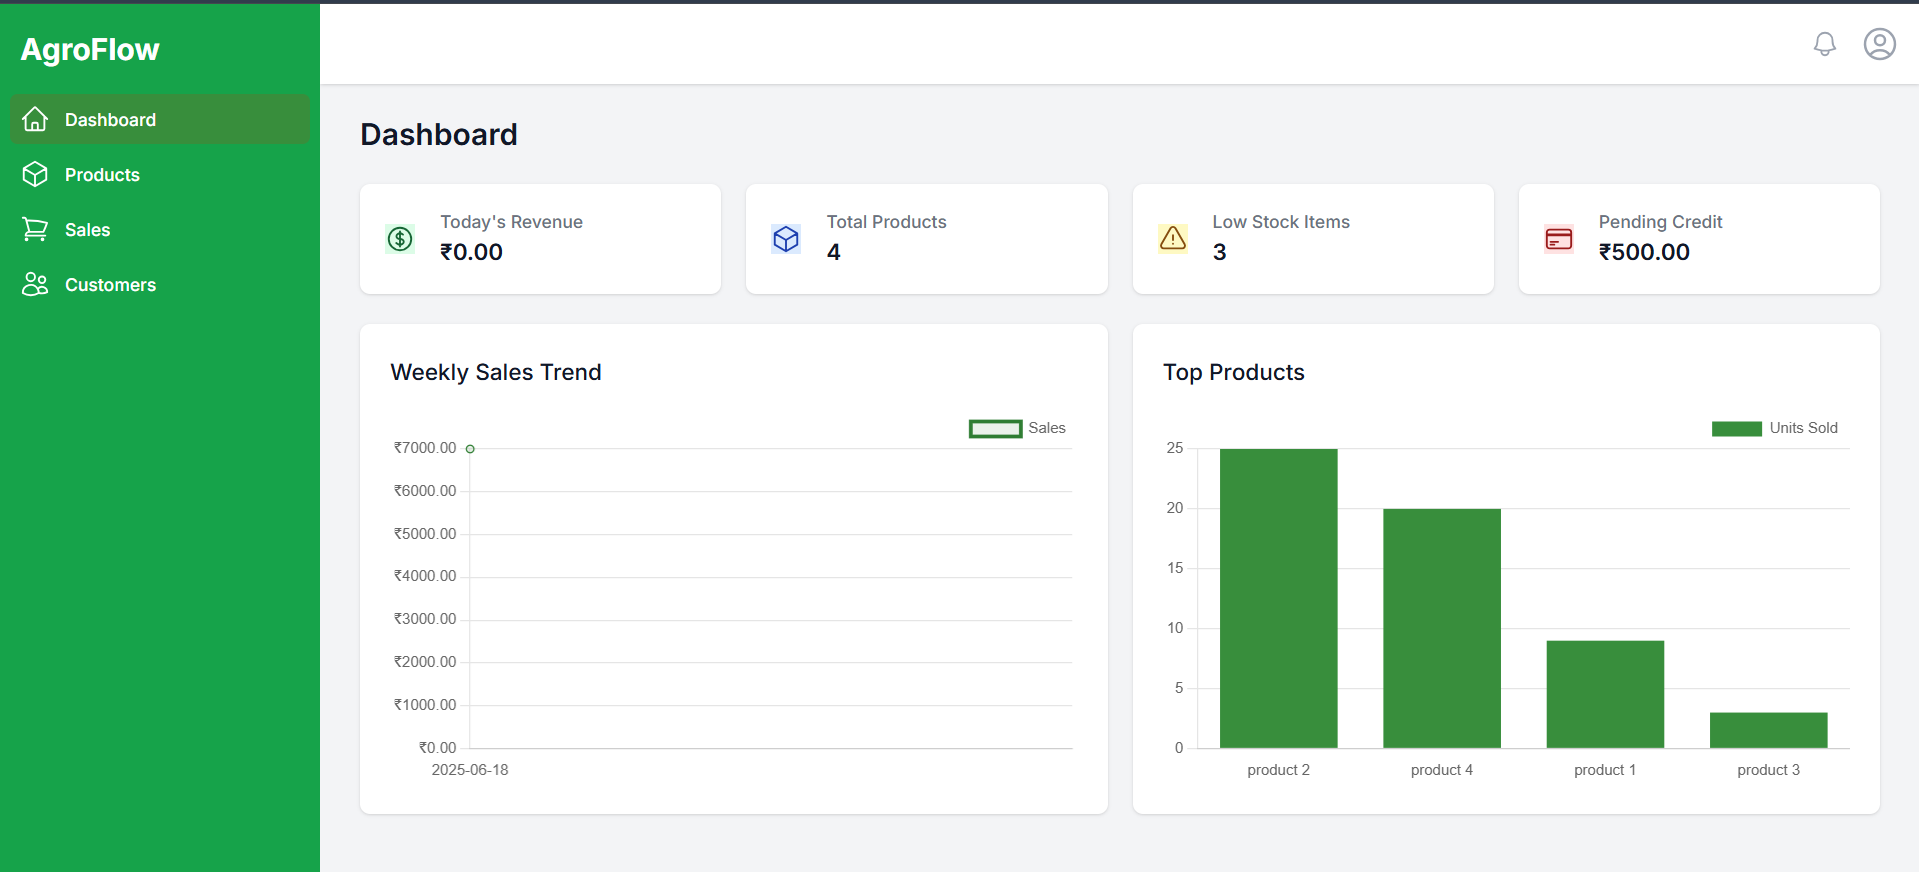 AgroFlow
Dashboard
Products
Sales
Customers
Dashboard
Today's Revenue
₹0.00
Total Products
4
Low Stock Items
3
Pending Credit
₹500.00
Weekly Sales Trend
Sales
₹7000.00
₹6000.00
₹5000.00
₹4000.00
₹3000.00
₹2000.00
₹1000.00
₹0.00
2025-06-18
Top Products
Units Sold
25
20
15
10
5
0
product 2
product 4
product 1
product 3